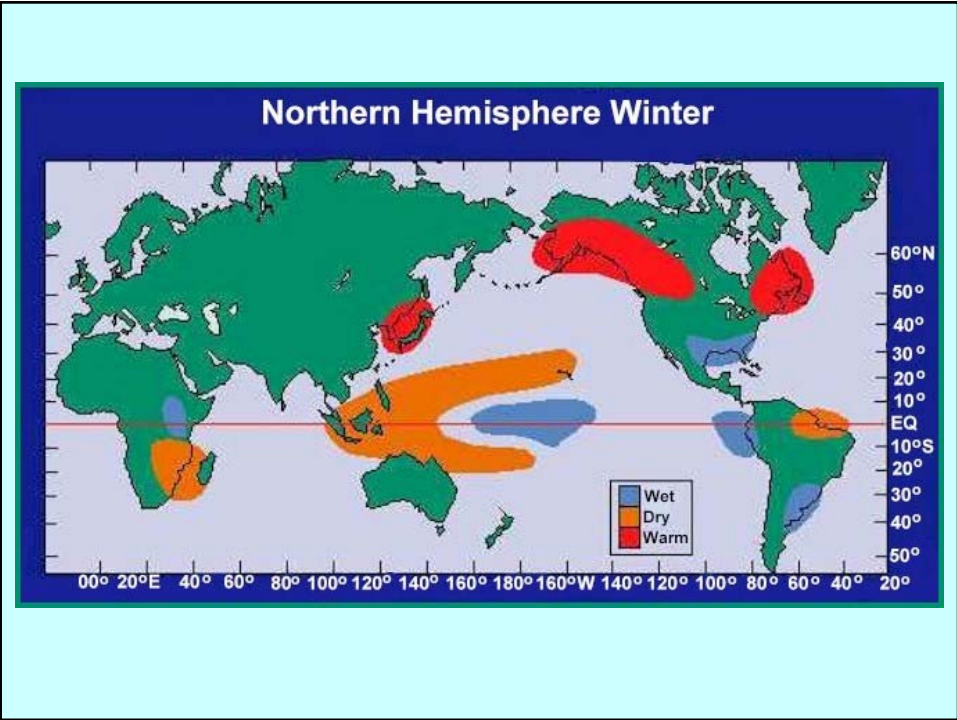 Northern Hemisphere Winter
60ºN
50º
40º
30º
20º
10º
EQ
10ºS
20º
30º
40º
50º
Wet
Dry
Warm
00º 20ºE 40º 60º 80º 100º 120º 140º 160º 180º 160ºW 140º 120º 100º 80º 60º 40º 20º